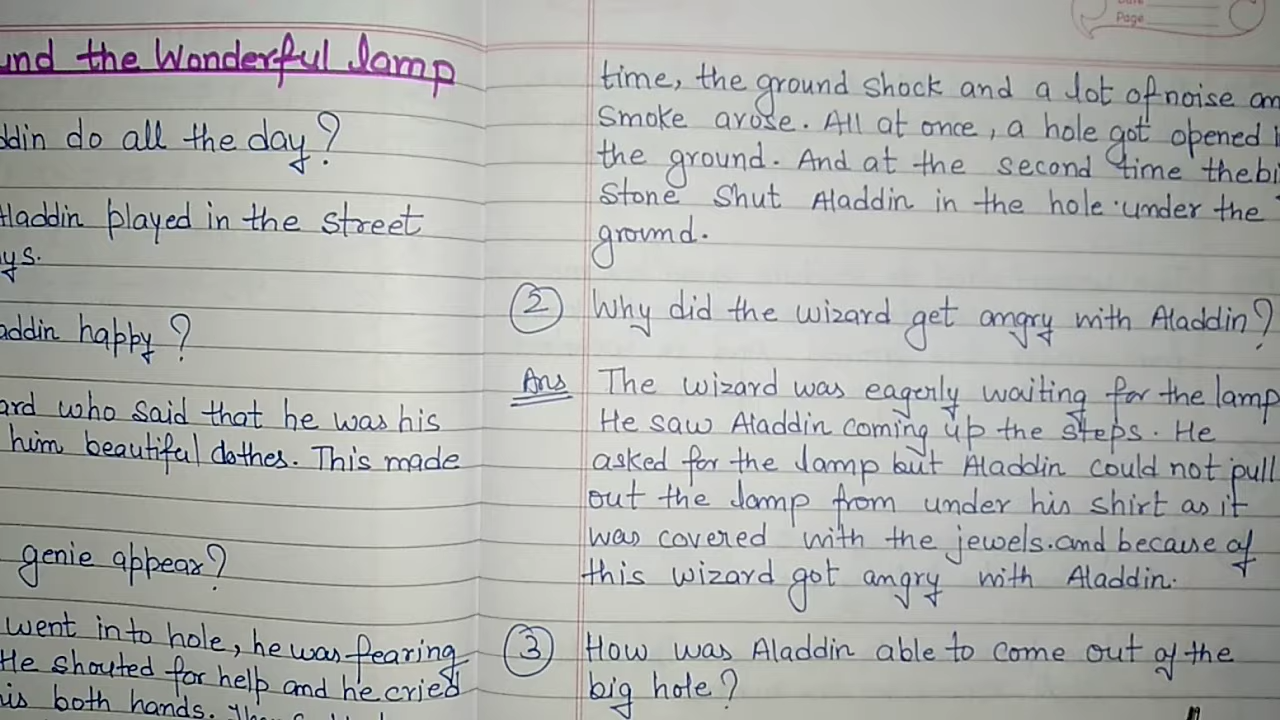 and the Wonderful lamp
ddin do all the day?
Aladdin played in the street
ys.
addin happy?
ard who said that he was his
him beautiful clothes. This made
genie appear?
went in to hole, he was fearing
He shouted for help and he cried
is both hands.
Page
time, the ground shock and a lot of noise an
Smoke arose. All at once, a hole got opened i
the ground. And at the second time the bi
Stone Shut Aladdin in the hole under the
ground.
2 Why did the wizard get angry with Aladdin?
Ans The wizard was eagerly waiting for the lamp
He saw Aladdin coming up the steps. He
asked for the lamp but Aladdin could not pull
out the lamp from under his shirt as it
was covered with the jewels. and because of
this wizard got angry with Aladdin.
3 How was Aladdin able to come out of the
big hole?